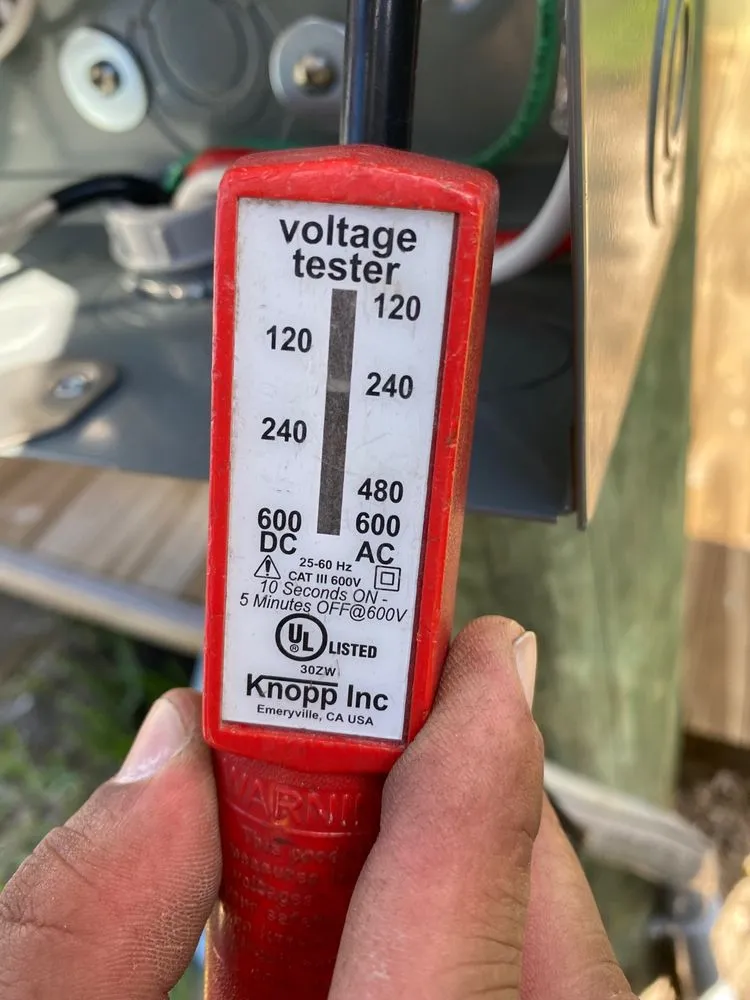 voltage
tester
120
120
240
240
480
600 600
DC AC
25-60 Hz
CAT III 600V
10 Seconds ON -
5 Minutes OFF@600V
UL® LISTED
30ZW
Knopp Inc
Emeryville, CA USA